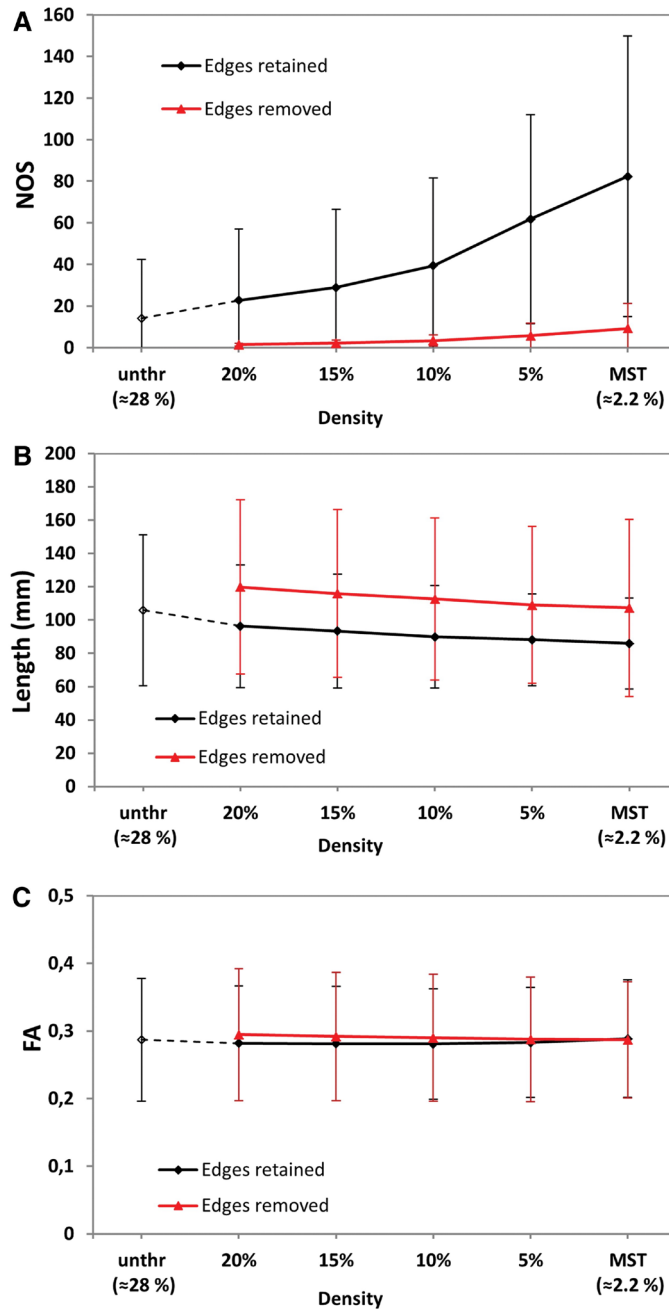 A
160
140
120
100
80
60
40
20
0
NOS
Edges retained
Edges removed
unthr 20% 15% 10% 5% MST
(≈28 %) (≈2.2 %)
Density
B
200
180
160
140
120
100
80
60
40
20
0
Length (mm)
Edges retained
Edges removed
unthr 20% 15% 10% 5% MST
(≈28 %) (≈2.2 %)
Density
C
0,5
0,4
0,3
0,2
0,1
0
FA
Edges retained
Edges removed
unthr 20% 15% 10% 5% MST
(≈28 %) (≈2.2 %)
Density